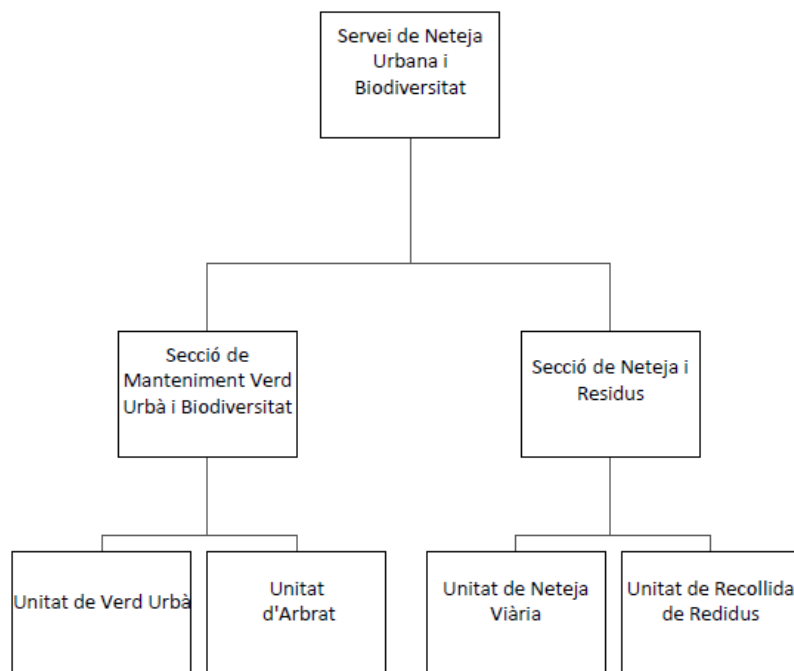 Servei de Neteja
Urbana i
Biodiversitat
Secció de
Manteniment Verd
Urbà i Biodiversitat
Secció de Neteja i
Residus
Unitat de Verd Urbà
Unitat
d'Arbrat
Unitat de Neteja
Viària
Unitat de Recollida
de Redidus